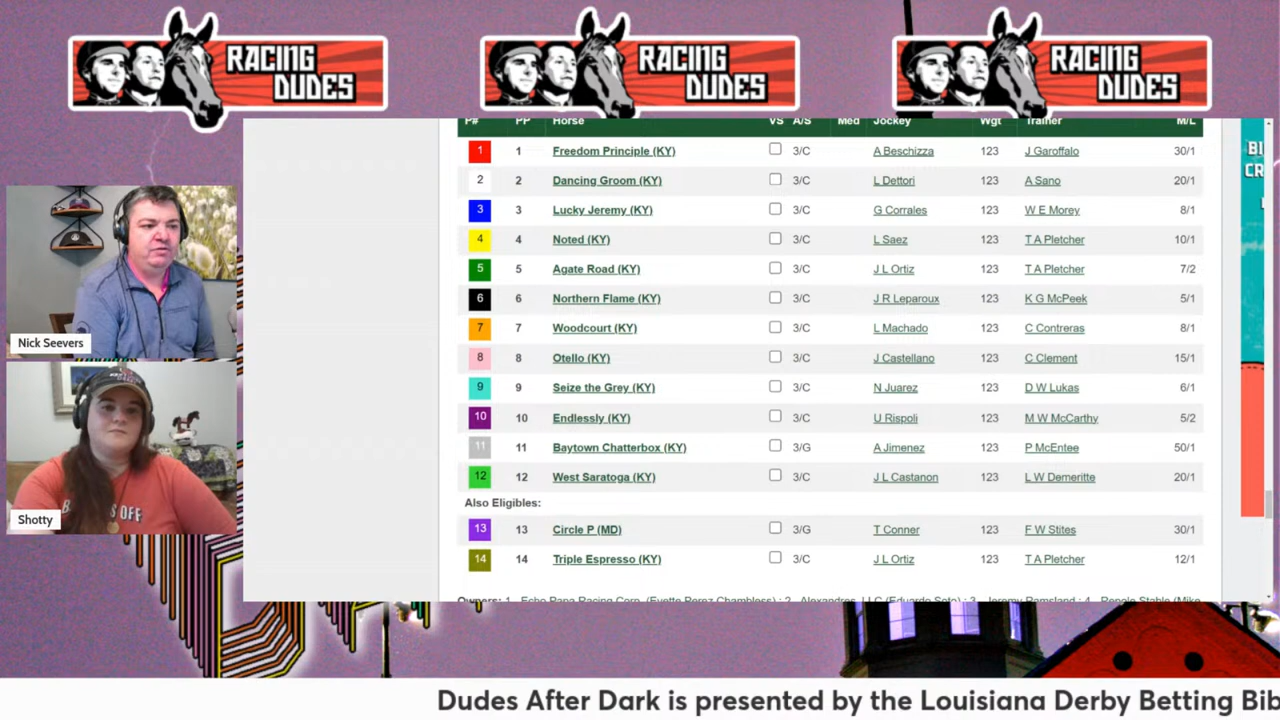 RACING DUDES
RACING DUDES
RACING DUDES
P# PP Horse VS A/S Med Jockey Wgt Trainer M/L
1 1 Freedom Principle (KY) 3/C A Beschizza 123 J Garoffalo 30/1
2 2 Dancing Groom (KY) 3/C L Dettori 123 A Sano 20/1
3 3 Lucky Jeremy (KY) 3/C G Corrales 123 W E Morey 8/1
4 4 Noted (KY) 3/C L Saez 123 T A Pletcher 10/1
5 5 Agate Road (KY) 3/C J L Ortiz 123 T A Pletcher 7/2
6 6 Northern Flame (KY) 3/C J R Leparoux 123 K G McPeek 5/1
7 7 Woodcourt (KY) 3/C L Machado 123 C Contreras 8/1
8 8 Otello (KY) 3/C J Castellano 123 C Clement 15/1
9 9 Seize the Grey (KY) 3/C N Juarez 123 D W Lukas 6/1
10 10 Endlessly (KY) 3/C U Rispoli 123 M W McCarthy 5/2
11 11 Baytown Chatterbox (KY) 3/G A Jimenez 123 P McEntee 50/1
12 12 West Saratoga (KY) 3/C J L Castanon 123 L W Demeritte 20/1
Also Eligibles:
13 13 Circle P (MD) 3/G T Conner 123 F W Stites 30/1
14 14 Triple Espresso (KY) 3/C J L Ortiz 123 T A Pletcher 12/1
BI
CR
Nick Seevers
Shotty
OFF
Dudes After Dark is presented by the Louisiana Derby Betting Bib